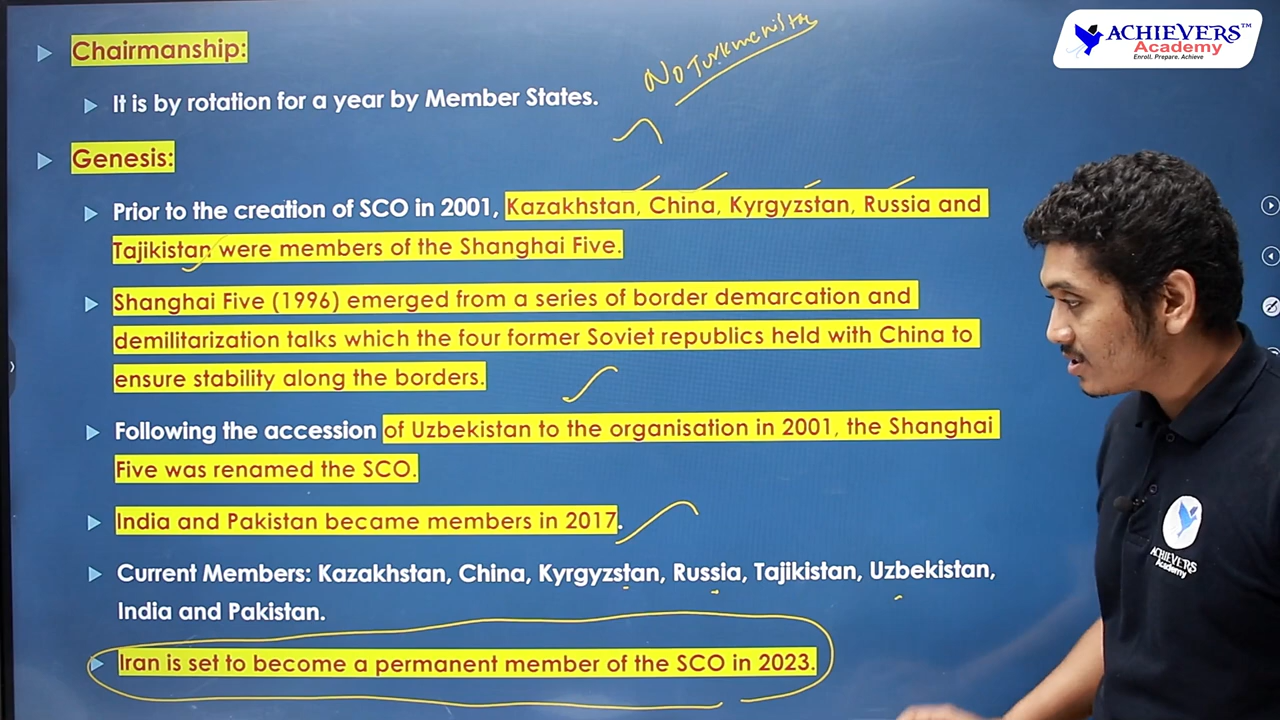 Chairmanship:
No Turkmenistan
ACHIEVERS™
Academy
Enroll. Prepare. Achieve
It is by rotation for a year by Member States.
Genesis:
Prior to the creation of SCO in 2001, Kazakhstan, China, Kyrgyzstan, Russia and
Tajikistan were members of the Shanghai Five.
Shanghai Five (1996) emerged from a series of border demarcation and
demilitarization talks which the four former Soviet republics held with China to
ensure stability along the borders.
Following the accession of Uzbekistan to the organisation in 2001, the Shanghai
Five was renamed the SCO.
India and Pakistan became members in 2017.
Current Members: Kazakhstan, China, Kyrgyzstan, Russia, Tajikistan, Uzbekistan,
India and Pakistan.
Iran is set to become a permanent member of the SCO in 2023.
ACHIEVERS
Academy